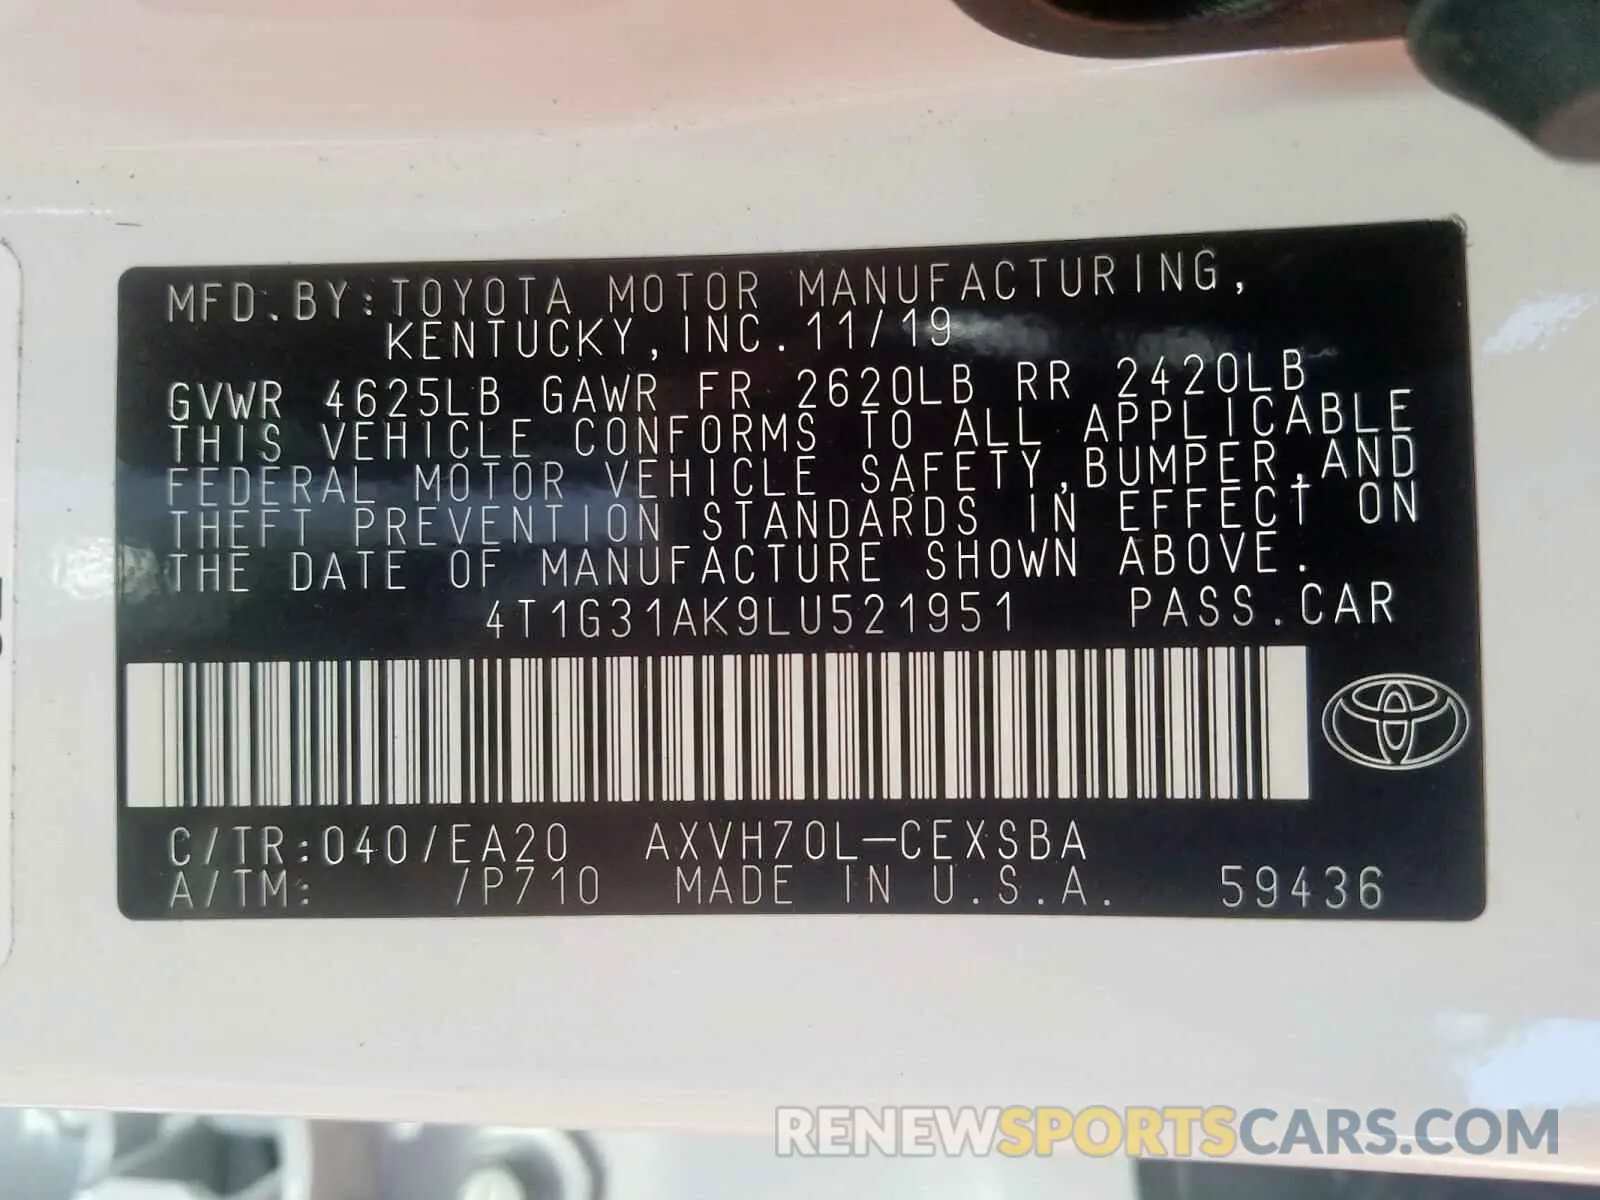 MFD.BY:TOYOTA MOTOR MANUFACTURING,
KENTUCKY,INC.11/19
GVWR 4625LB GAWR FR 2620LB RR 2420LB
THIS VEHICLE CONFORMS TO ALL APPLICABLE
FEDERAL MOTOR VEHICLE SAFETY,BUMPER,AND
THEFT PREVENTION STANDARDS IN EFFECT ON
THE DATE OF MANUFACTURE SHOWN ABOVE.
4T1G31AK9LU521951 PASS.CAR
C/TR:040/EA20 AXVH70L-CEXSBA
A/TM: /P710 MADE IN U.S.A. 59436
RENEWSPORTSCARS.COM